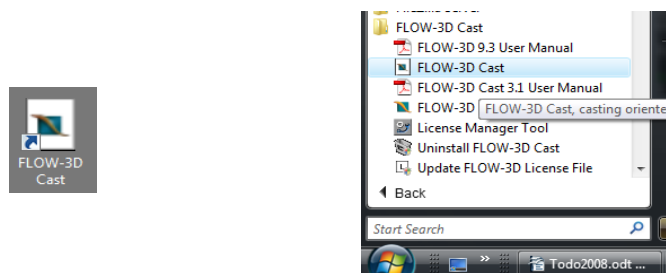 FLOW-3D
Cast
FLOW-3D Cast
FLOW-3D 9.3 User Manual
FLOW-3D Cast
FLOW-3D Cast 3.1 User Manual
FLOW-3D
FLOW-3D Cast, casting oriente
License Manager Tool
Uninstall FLOW-3D Cast
Update FLOW-3D License File
Back
Start Search
Todo2008.odt ...